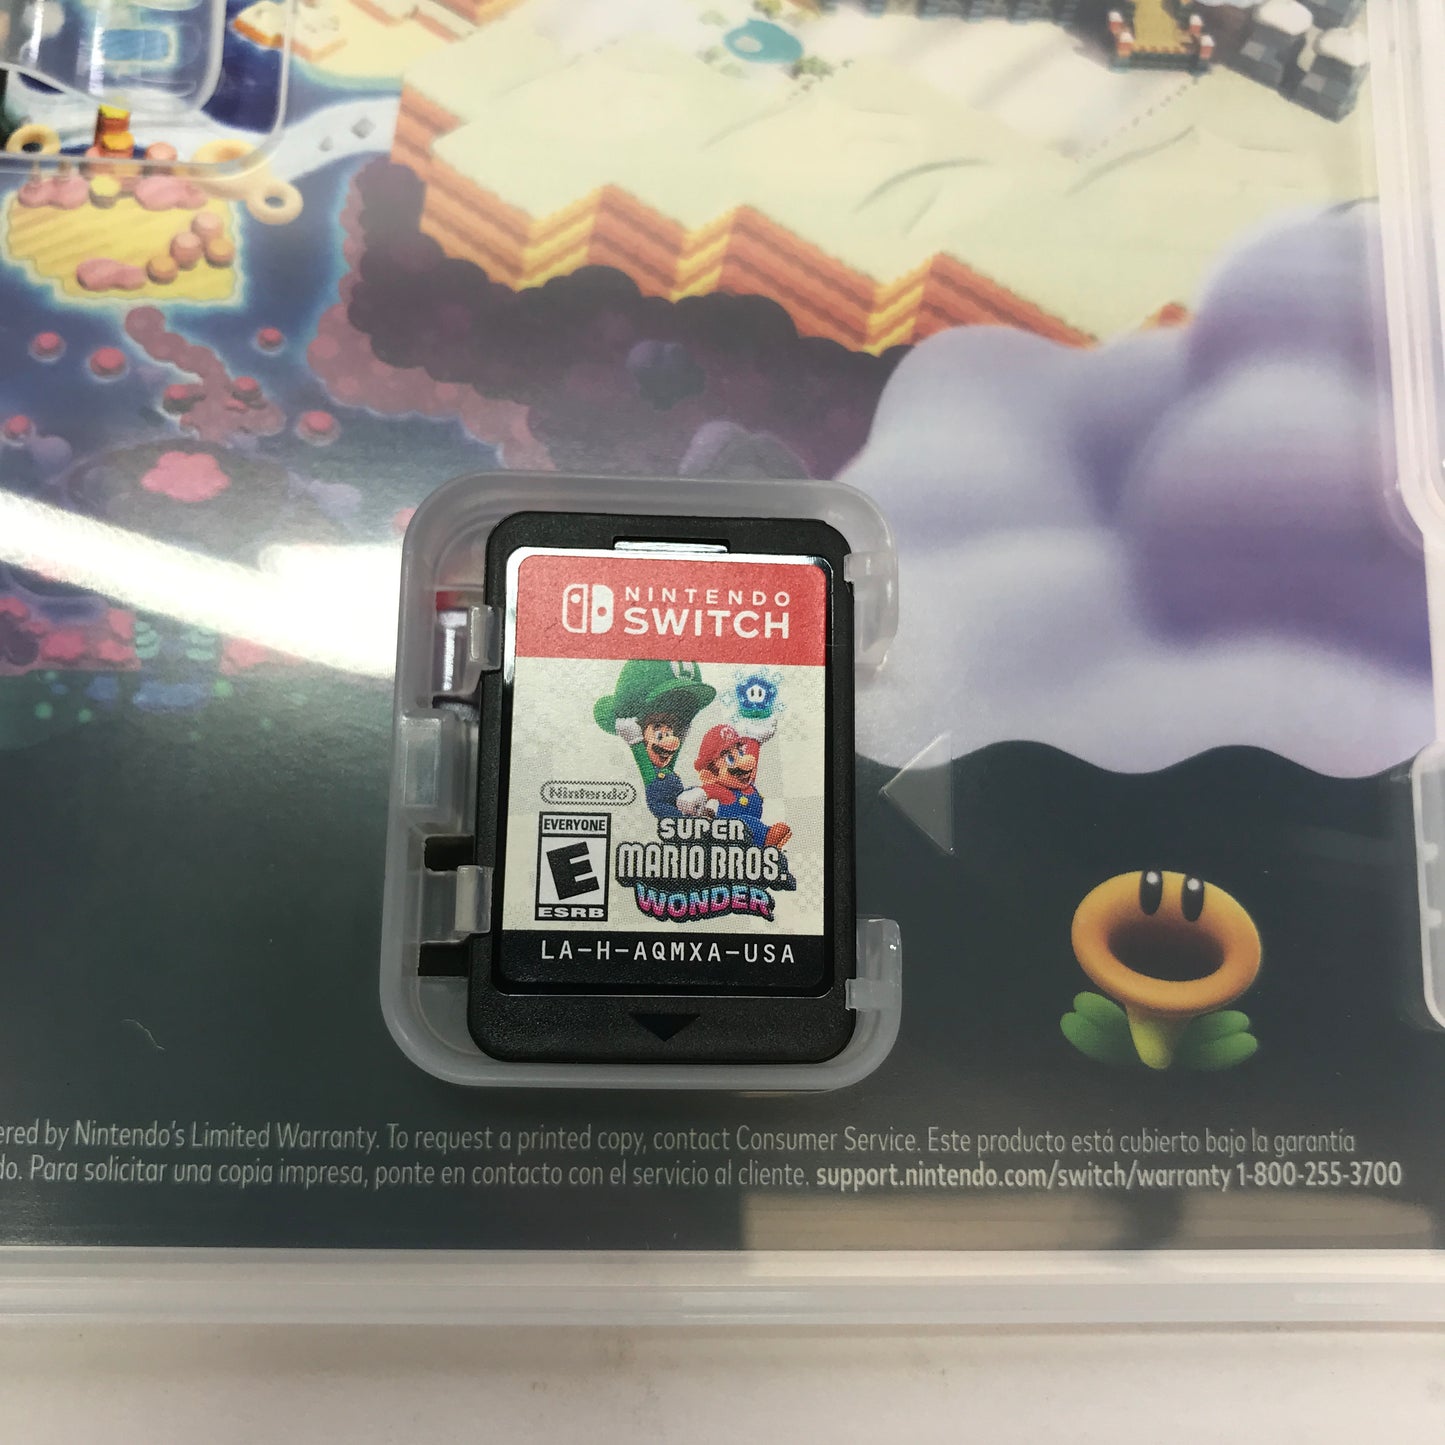 NINTENDO
SWITCH
L
Nintendo
EVERYONE
E
ESRB
SUPER
MARIO BROS.
WONDER
LA-H-AQMXA-USA
by Nintendo's Limited Warranty. To request a printed copy, contact Consumer Service. Este producto está cubierto bajo la garantía
Para solicitar una copia impresa, ponte en contacto con el servicio al cliente. support.nintendo.com/switch/warranty 1-800-255-3700